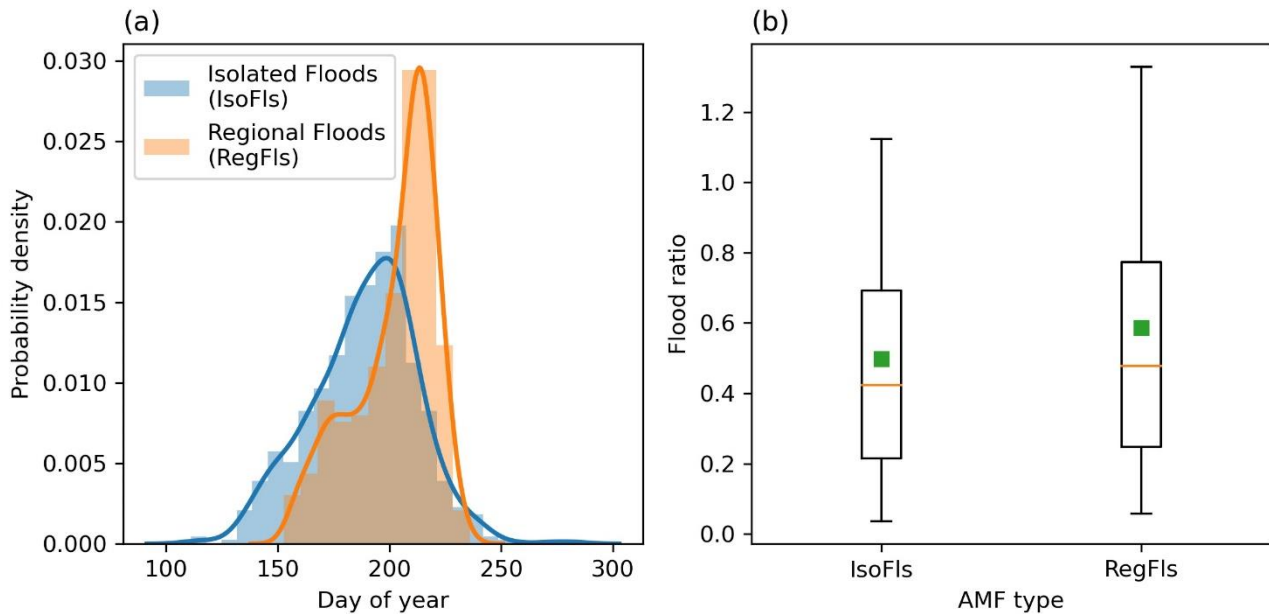 (a)
0.030
0.025
0.020
0.015
0.010
0.005
0.000
Probability density
Isolated Floods
(IsoFls)
Regional Floods
(RegFls)
100 150 200 250 300
Day of year
(b)
1.2
1.0
0.8
0.6
0.4
0.2
0.0
Flood ratio
IsoFls RegFls
AMF type